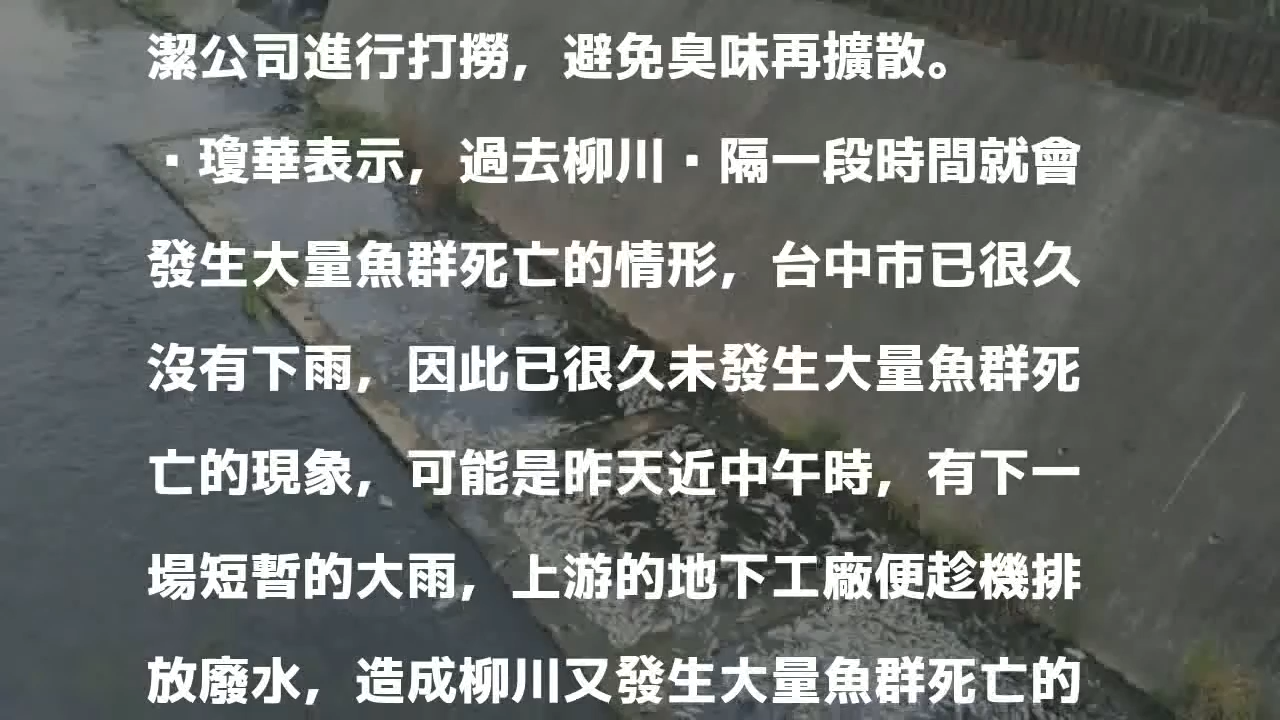 潔公司進行打撈，避免臭味再擴散。
·瓊華表示，過去柳川·隔一段時間就會
發生大量魚群死亡的情形，台中市已很久
沒有下雨，因此已很久未發生大量魚群死
亡的現象，可能是昨天近中午時，有下一
場短暫的大雨，上游的地下工廠便趁機排
放廢水，造成柳川又發生大量魚群死亡的